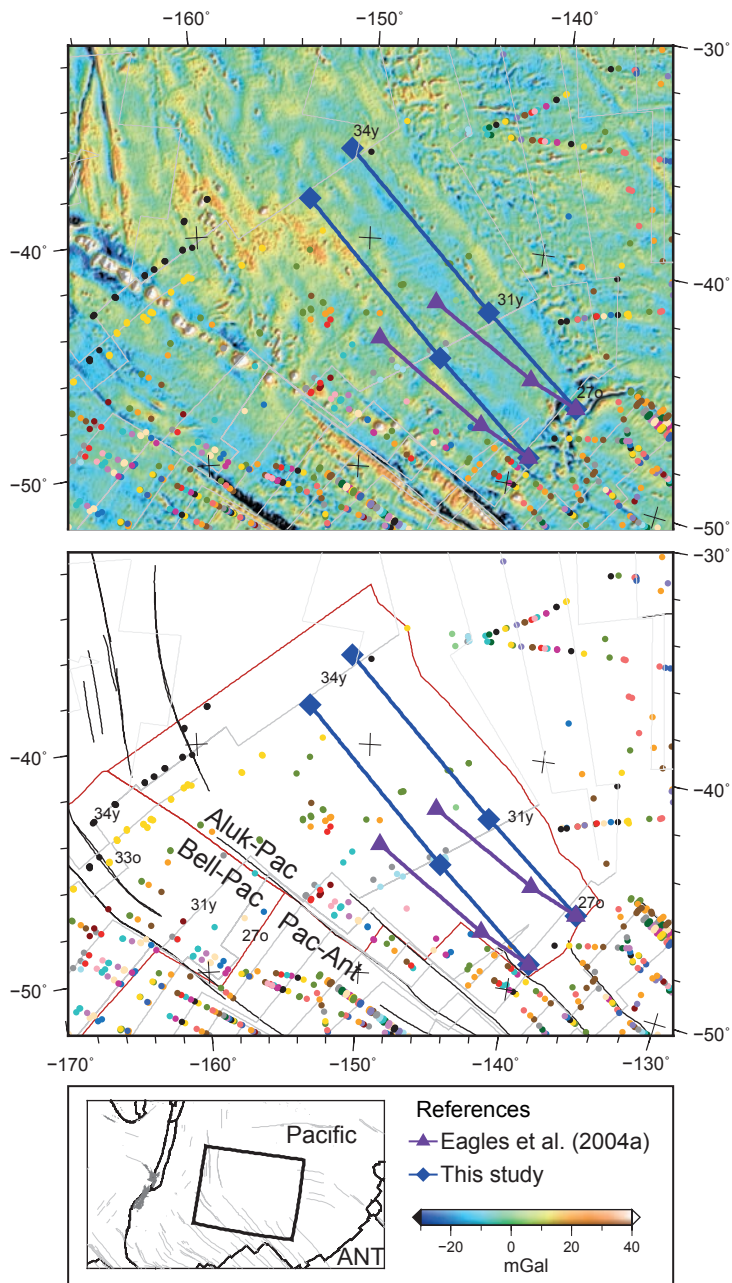 −160° −150° −140°
−30°
34y
−40°
−40°
31y
27o
−50°
−50°
−30°
34y
−40°
−40°
31y
34y
Aluk-Pac
33o
Bell-Pac
31y
27o
27o
Pac-Ant
−50°
−50°
−170° −160° −150° −140° −130°
References
Pacific
Eagles et al. (2004a)
This study
ANT
−20 0 20 40
mGal